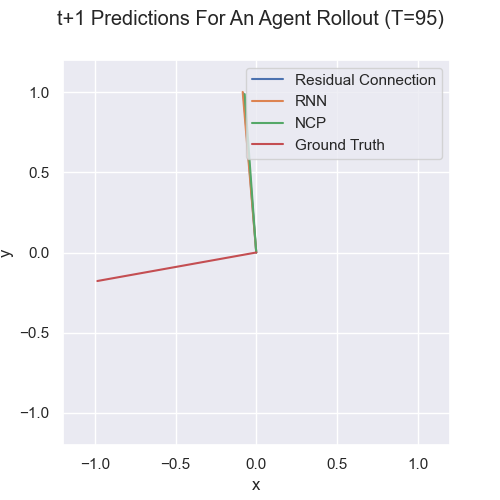 t+1 Predictions For An Agent Rollout (T=95)
Residual Connection
RNN
NCP
Ground Truth
1.0
0.5
0.0
−0.5
−1.0
y
−1.0 −0.5 0.0 0.5 1.0
x